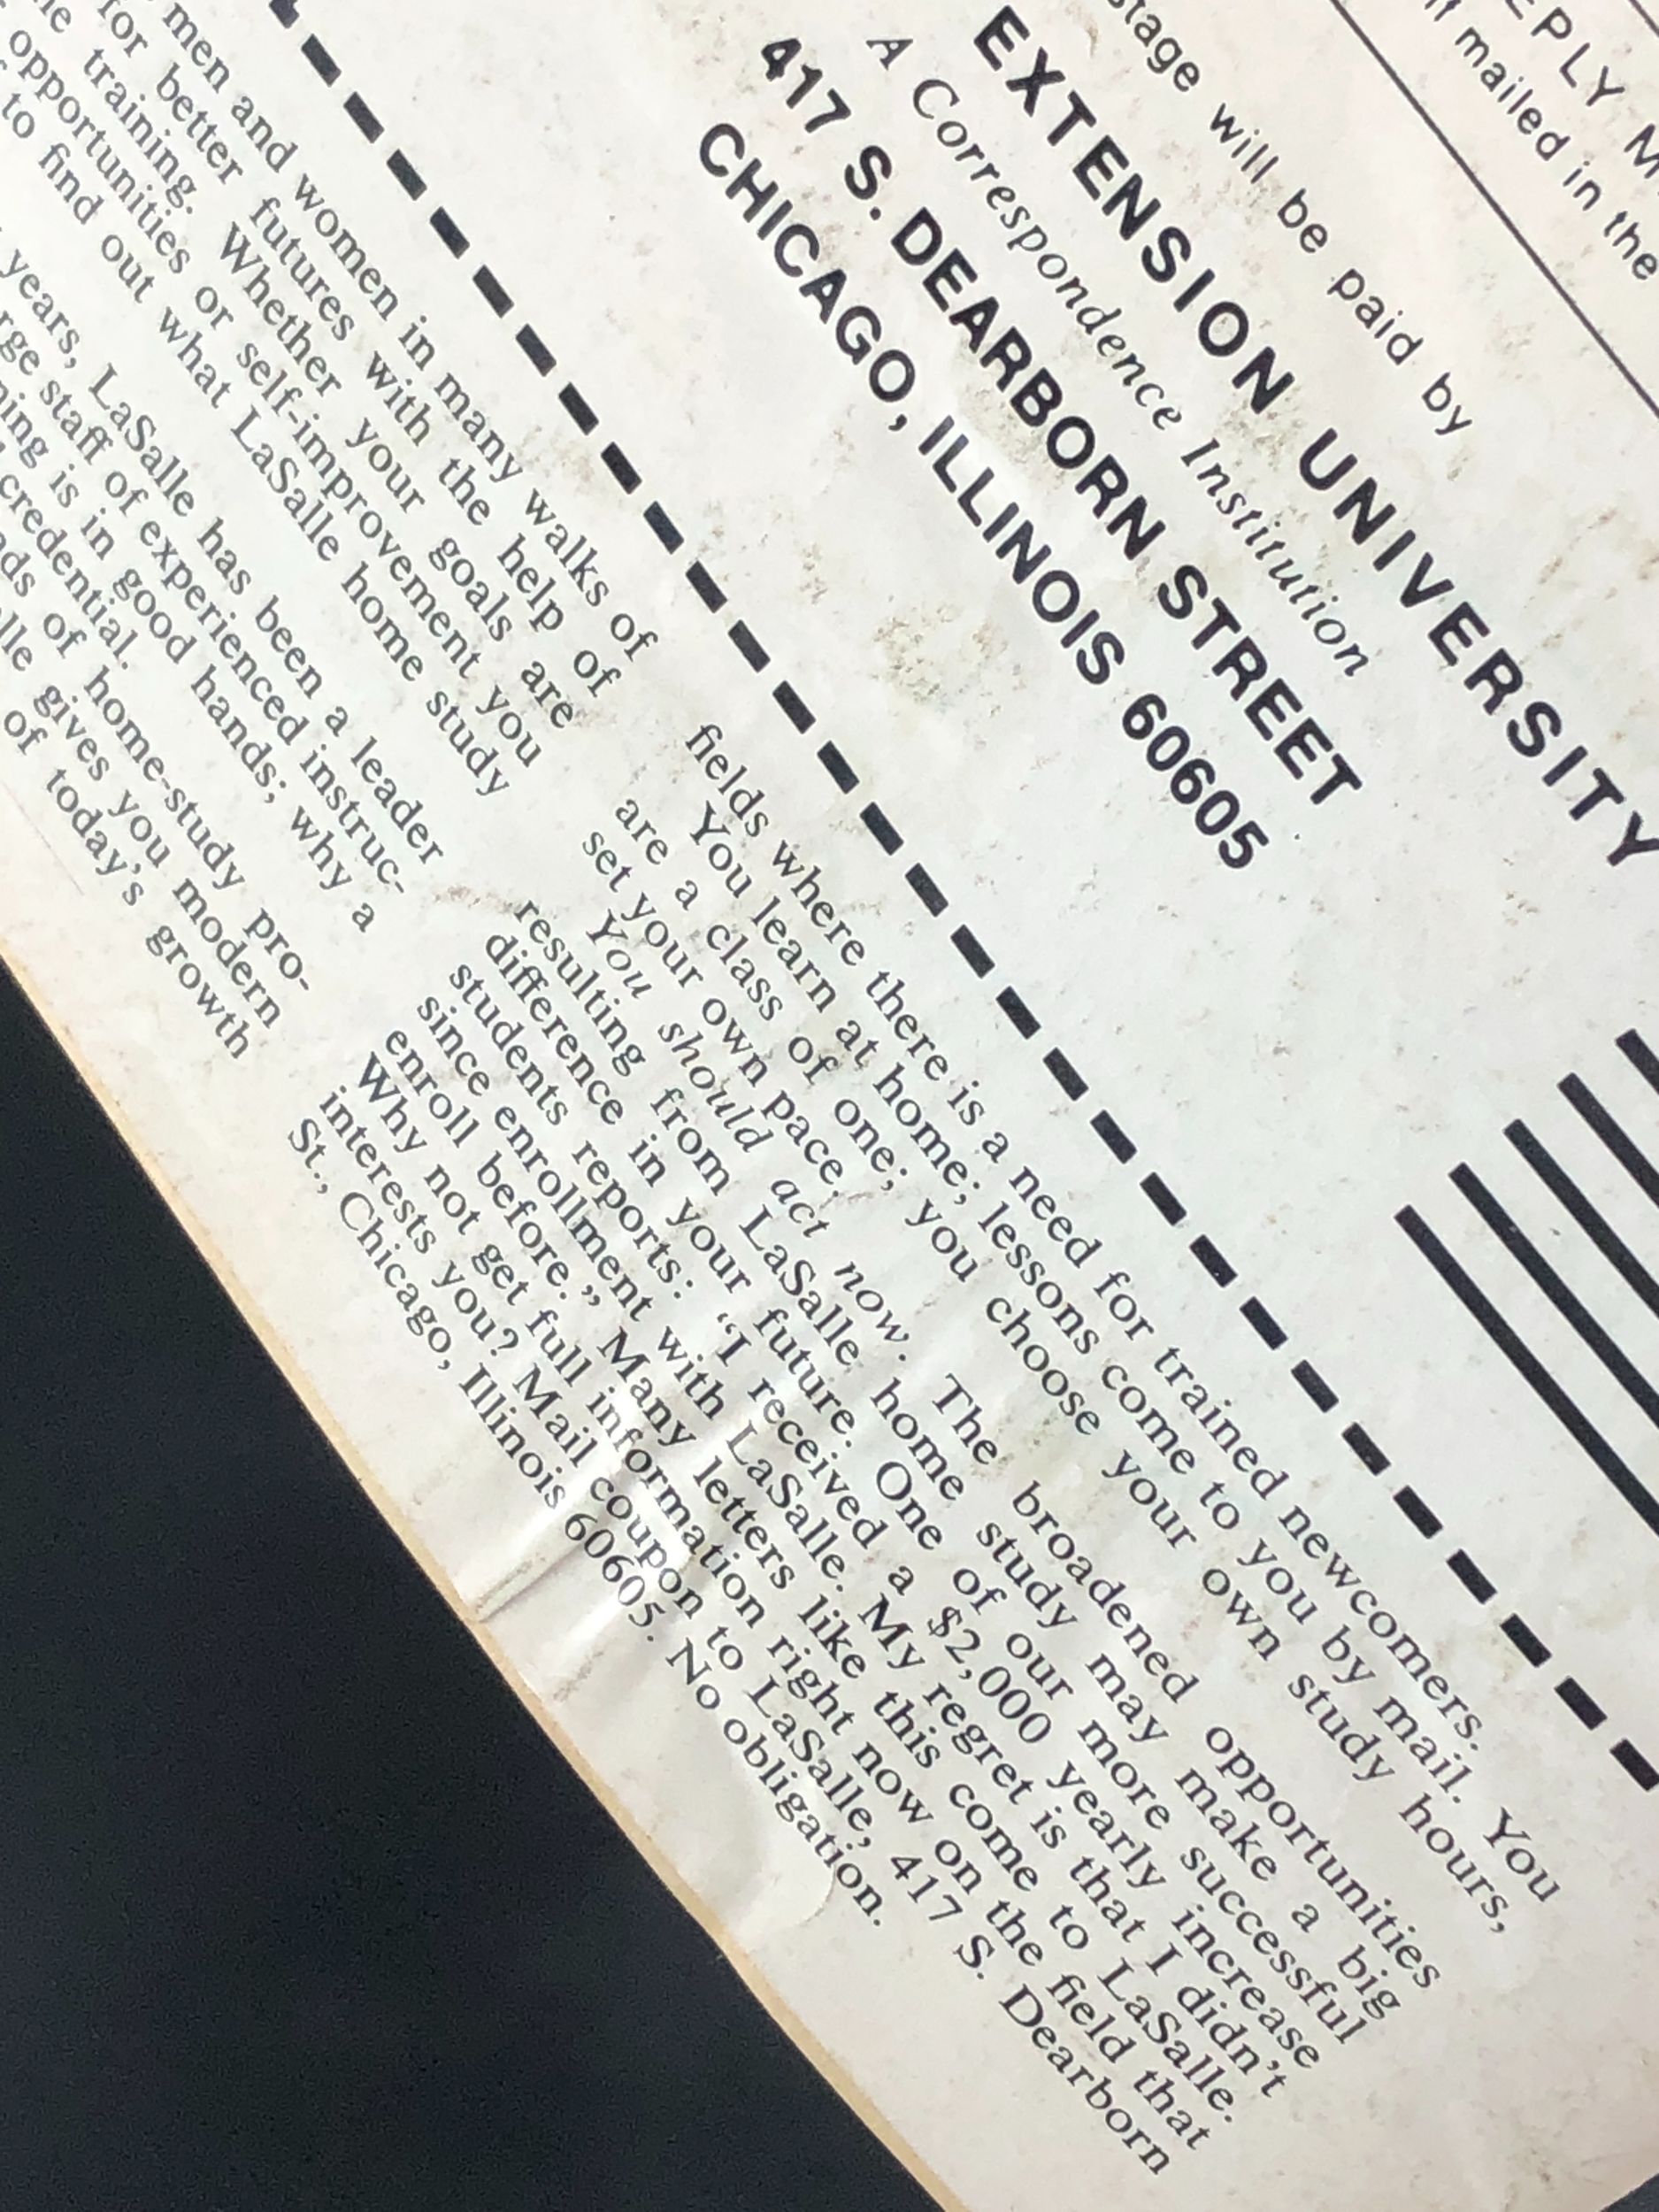 EPLY M
mailed in the
stage will be paid by
EXTENSION UNIVERSITY
A Correspondence Institution
417 S. DEARBORN STREET
CHICAGO, ILLINOIS 60605
men and women in many walks of
for better futures with the help of
training. Whether your goals are
opportunities or self-improvement you
to find out what LaSalle home study
years, LaSalle has been a leader
staff of experienced instruc-
is in good hands; why a
credential.
of home-study pro-
gives you modern
of today's growth
fields where there is a need for trained newcomers.
You learn at home; lessons come to you by mail. You
are a class of one; you choose your own study hours,
set your own pace.
You should act now. The broadened opportunities
resulting from LaSalle home study may make a big
difference in your future. One of our more successful
students reports: “I received a $2,000 yearly increase
since enrollment with LaSalle. My regret is that I didn't
enroll before.” Many letters like this come to LaSalle.
Why not get full information right now on the field that
interests you? Mail coupon to LaSalle, 417 S. Dearborn
St., Chicago, Illinois 60605. No obligation.